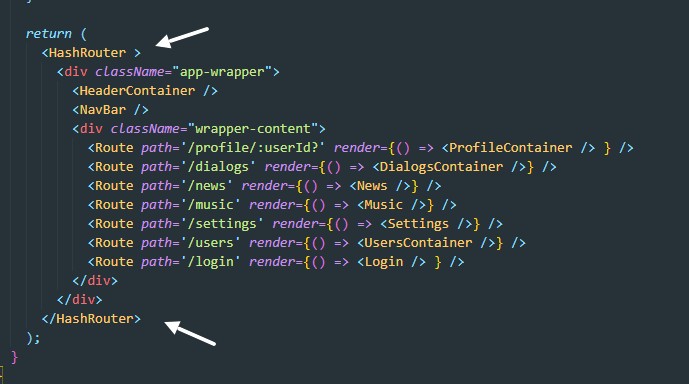 }
return (
<HashRouter >
<div className="app-wrapper">
<HeaderContainer />
<NavBar />
<div className="wrapper-content">
<Route path='/profile/:userId?' render={() => <ProfileContainer /> } />
<Route path='/dialogs' render={() => <DialogsContainer />} />
<Route path='/news' render={() => <News />} />
<Route path='/music' render={() => <Music />} />
<Route path='/settings' render={() => <Settings />} />
<Route path='/users' render={() => <UsersContainer />} />
<Route path='/login' render={() => <Login /> } />
</div>
</div>
</HashRouter>
);
}